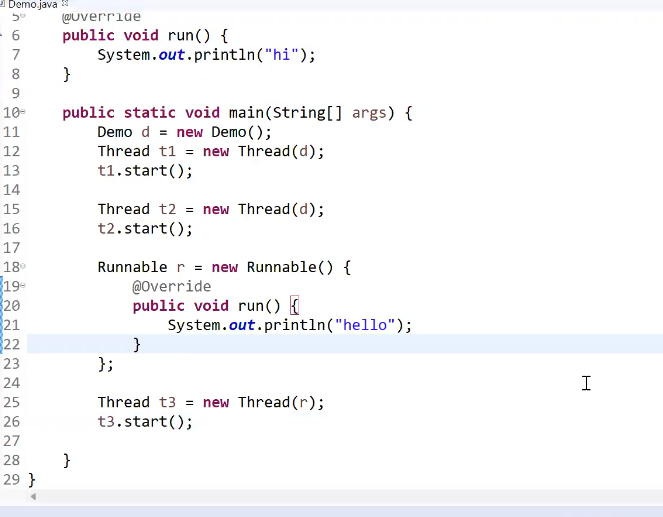 Demo.java
5 @Override
6 public void run() {
7 System.out.println("hi");
8 }
9
10 public static void main(String[] args) {
11 Demo d = new Demo();
12 Thread t1 = new Thread(d);
13 t1.start();
14
15 Thread t2 = new Thread(d);
16 t2.start();
17
18 Runnable r = new Runnable() {
19 @Override
20 public void run() {
21 System.out.println("hello");
22 }
23 };
24
25 Thread t3 = new Thread(r);
26 t3.start();
27
28 }
29 }